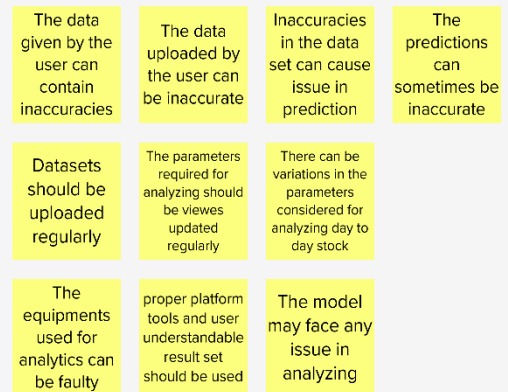 The data
given by the
user can
contain
inaccuracies
The data
uploaded by
the user can
be inaccurate
Inaccuracies
in the data
set can cause
issue in
prediction
The
predictions
can
sometimes be
inaccurate
Datasets
should be
uploaded
regularly
The parameters
required for
analyzing should
be viewes
updated
regularly
There can be
variations in the
parameters
considered for
analyzing day to
day stock
The
equipments
used for
analytics can
be faulty
proper platform
tools and user
understandable
result set
should be used
The model
may face any
issue in
analyzing